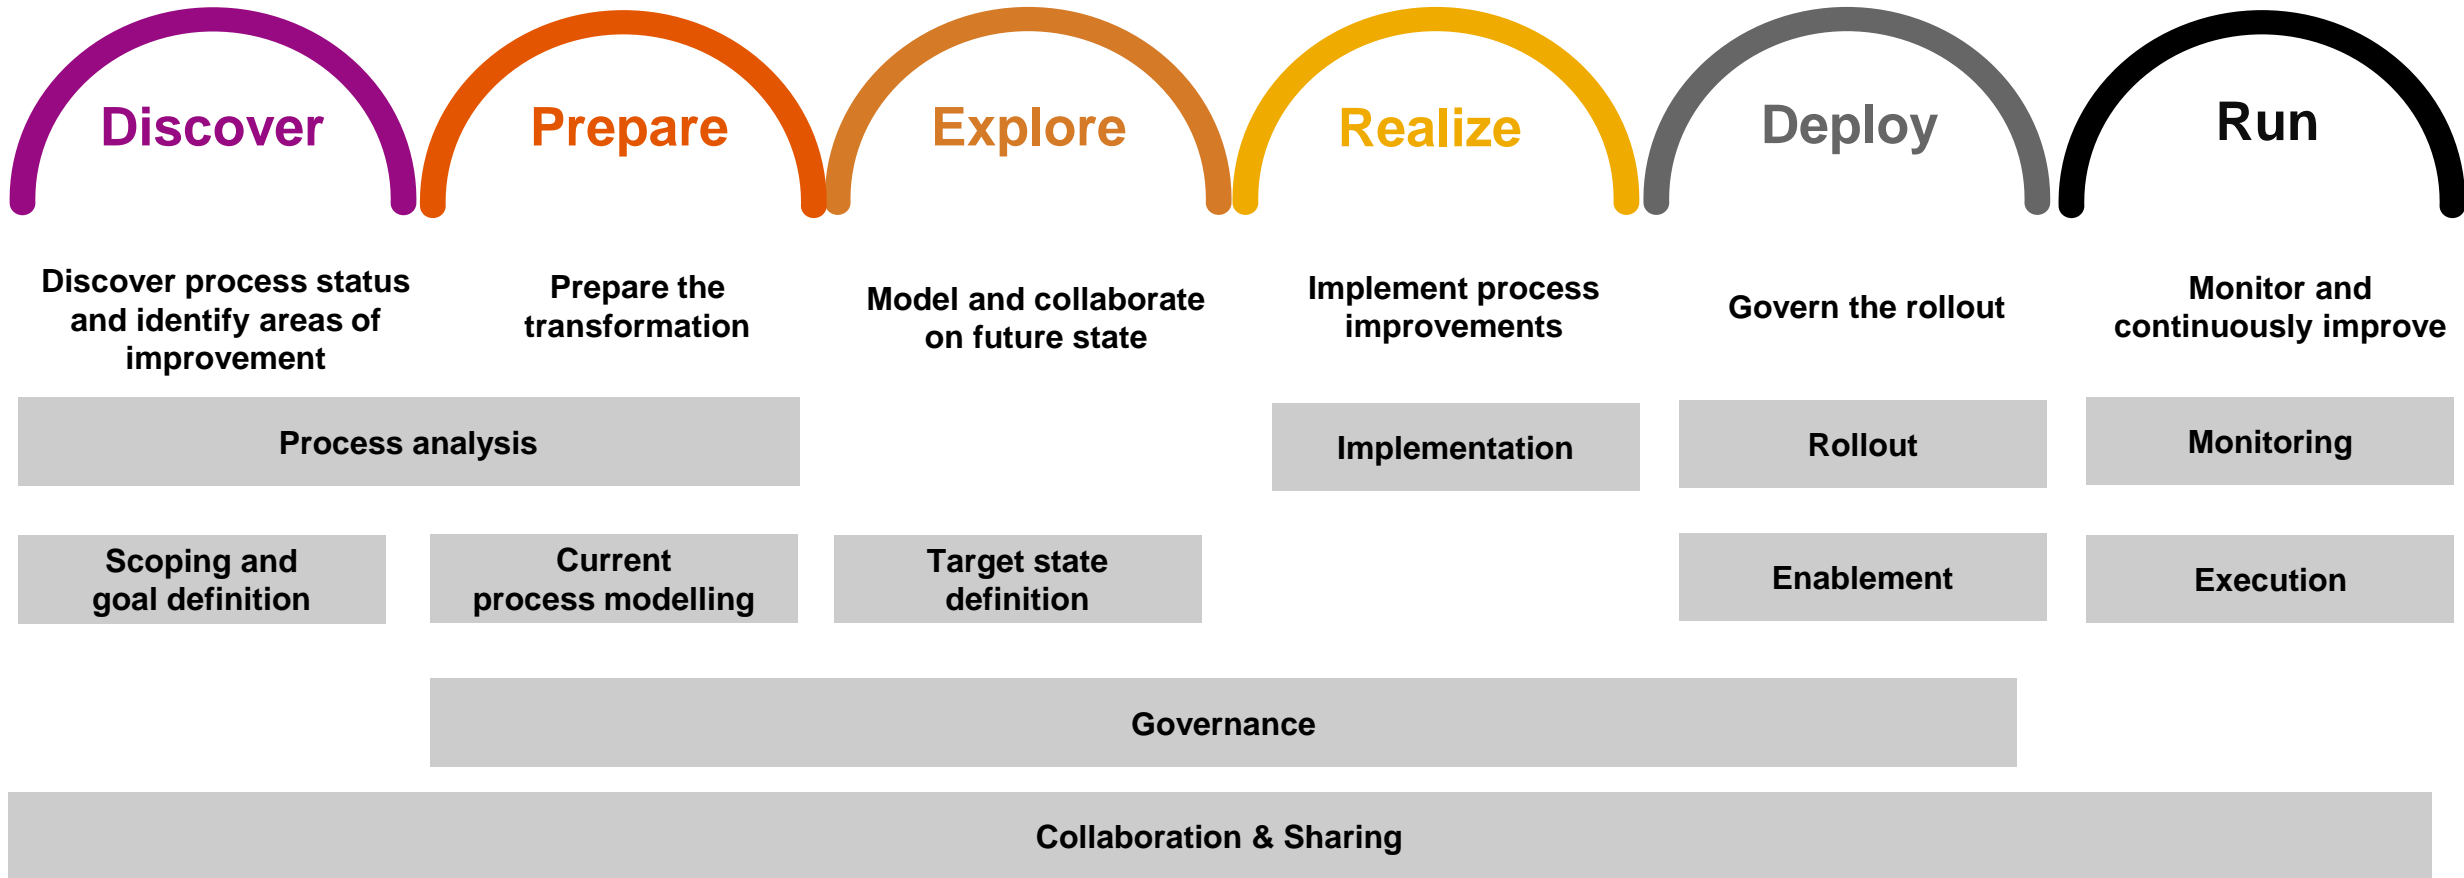 Discover
Prepare
Explore
Realize
Deploy
Run
Discover process status
and identify areas of
improvement
Prepare the
transformation
Model and collaborate
on future state
Implement process
improvements
Govern the rollout
Monitor and
continuously improve
Process analysis
Implementation
Rollout
Monitoring
Scoping and
goal definition
Current
process modelling
Target state
definition
Enablement
Execution
Governance
Collaboration & Sharing